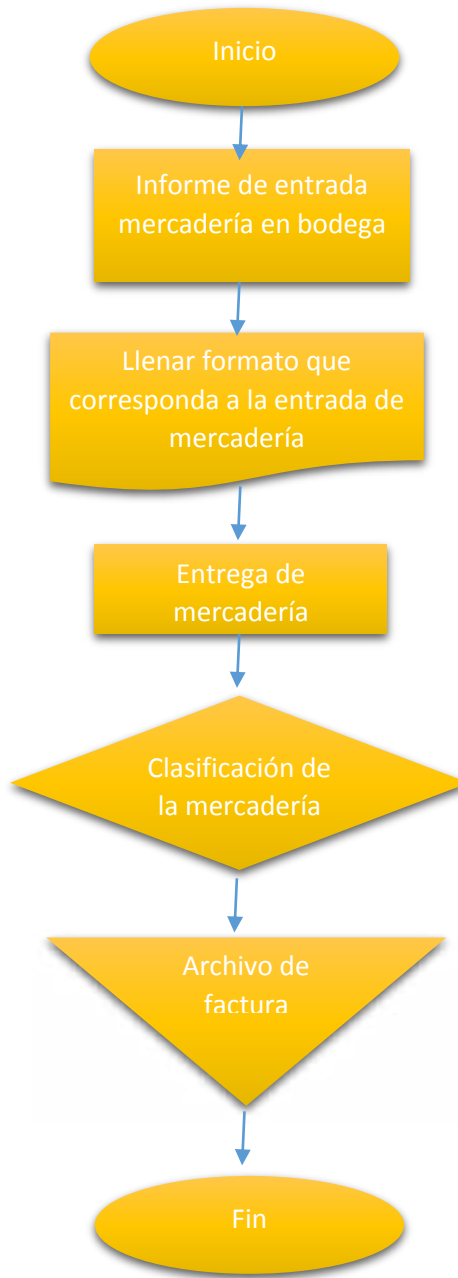 Inicio
Informe de entrada
mercadería en bodega
Llenar formato que
corresponda a la entrada de
mercadería
Entrega de
mercadería
Clasificación de
la mercadería
Archivo de
factura
Fin